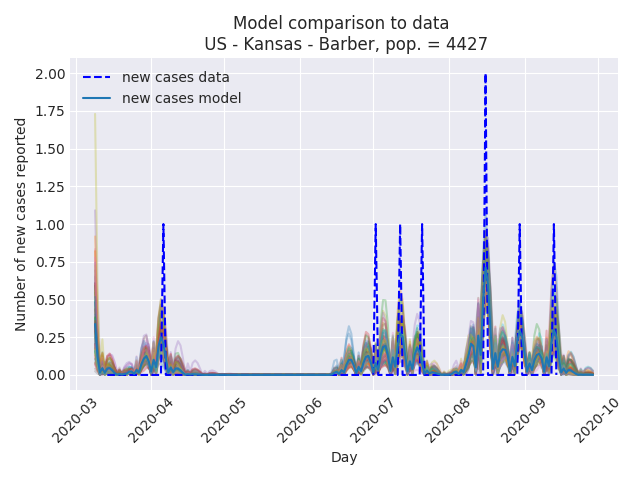 Model comparison to data
US - Kansas - Barber, pop. = 4427
new cases data
new cases model
Number of new cases reported
2.00
1.75
1.50
1.25
1.00
0.75
0.50
0.25
0.00
2020-03
2020-04
2020-05
2020-06
2020-07
2020-08
2020-09
2020-10
Day